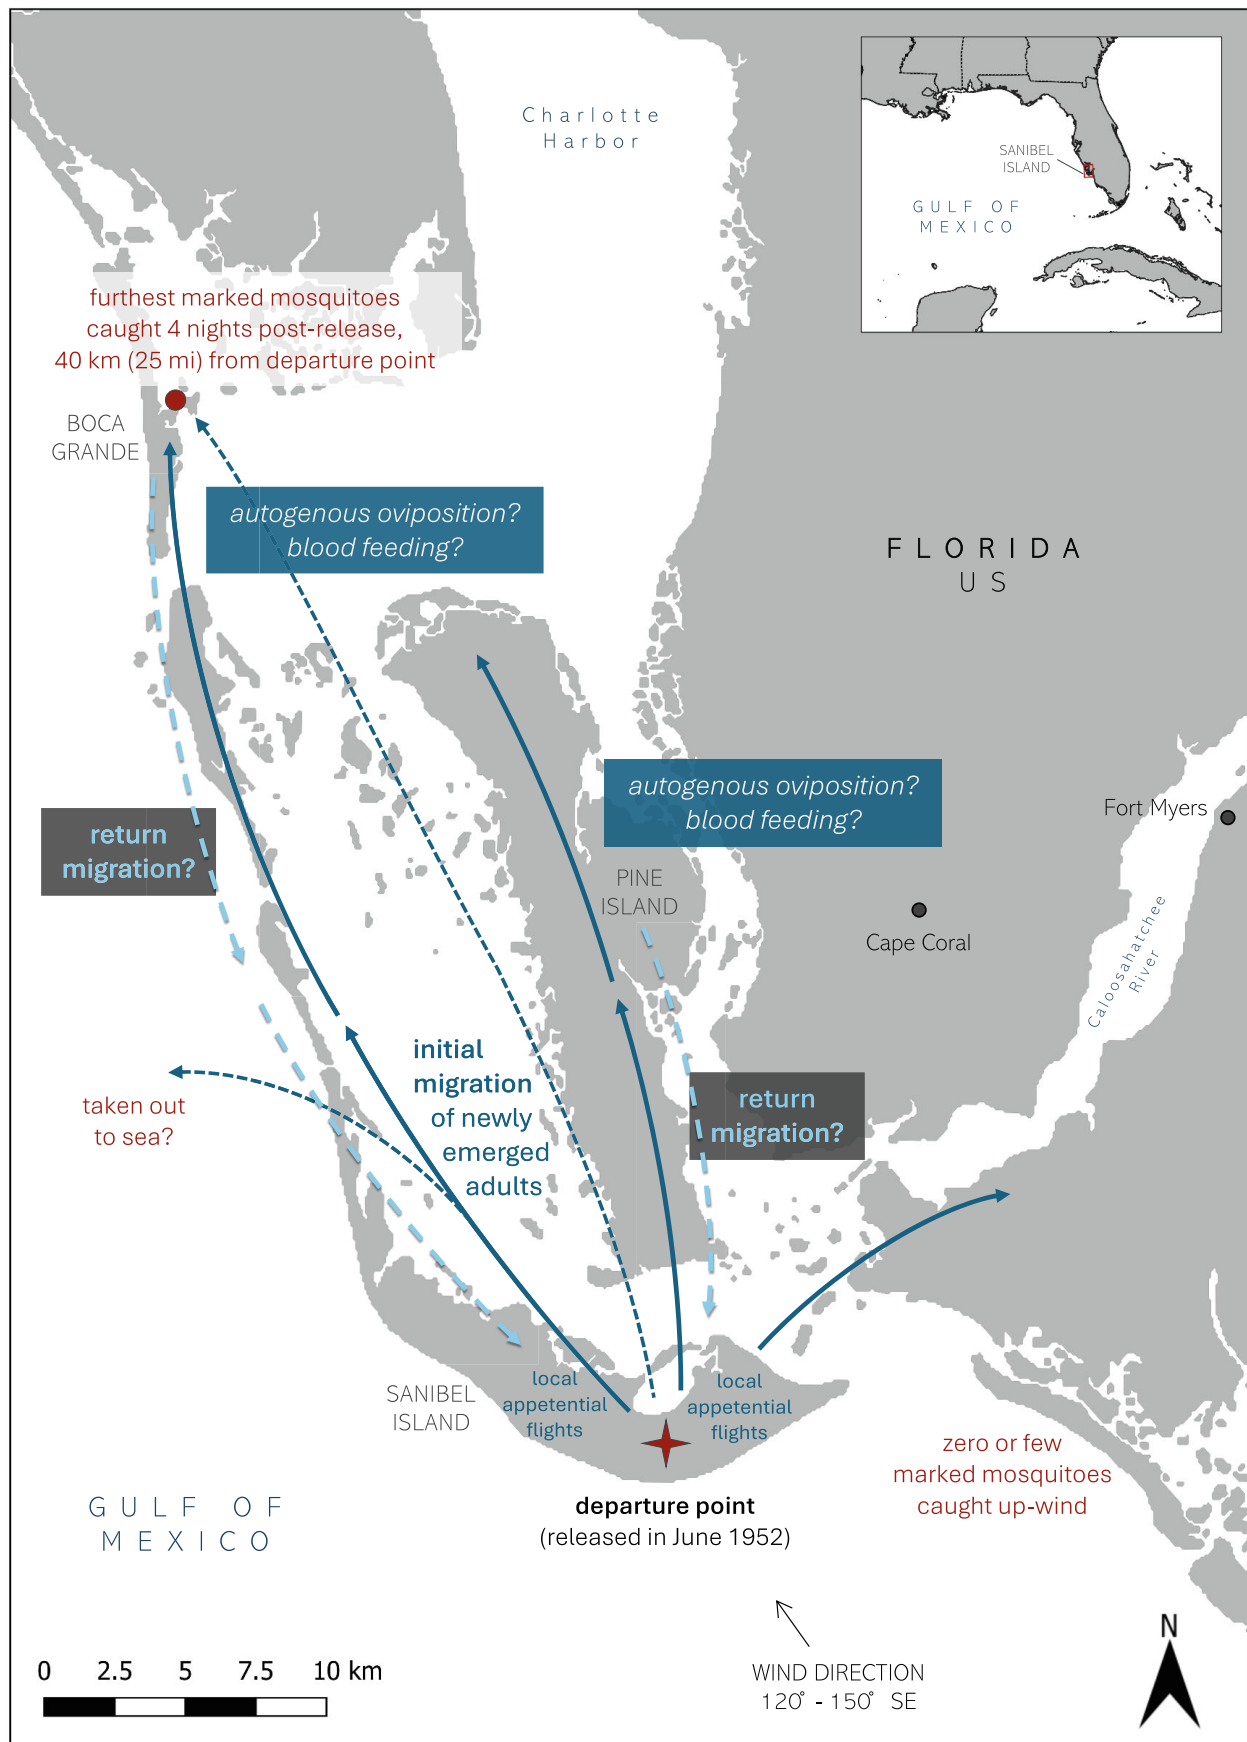 Charlotte
Harbor
SANIBEL
ISLAND
GULF OF
MEXICO
furthest marked mosquitoes
caught 4 nights post-release,
40 km (25 mi) from departure point
BOCA
GRANDE
autogenous oviposition?
blood feeding?
FLORIDA
US
autogenous oviposition?
blood feeding?
Fort Myers
return
migration?
PINE
ISLAND
Cape Coral
Caloosahatchee
River
initial
migration
of newly
emerged
adults
taken out
to sea?
return
migration?
SANIBEL
ISLAND
local
appetential
flights
local
appetential
flights
zero or few
marked mosquitoes
caught up-wind
departure point
(released in June 1952)
GULF OF
MEXICO
N
0 2.5 5 7.5 10 km
WIND DIRECTION
120° - 150° SE